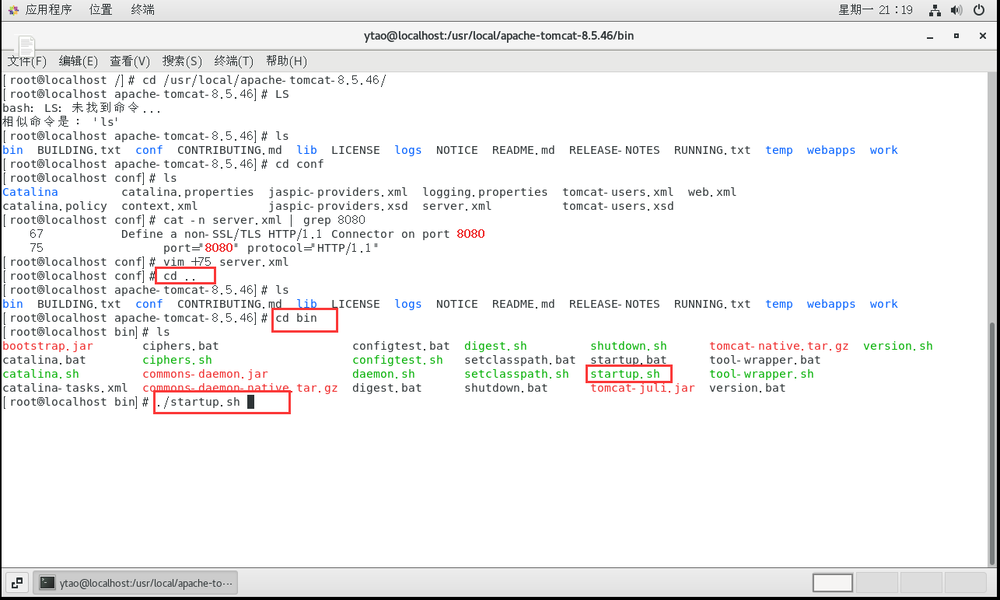 应用程序 位置 终端 星期一 21:19
ytao@localhost:/usr/local/apache-tomcat-8.5.46/bin
文件(F) 编辑(E) 查看(V) 搜索(S) 终端(T) 帮助(H)
[root@localhost /]# cd /usr/local/apache-tomcat-8.5.46/
[root@localhost apache-tomcat-8.5.46]# LS
bash: LS: 未找到命令...
相似命令是: 'ls'
[root@localhost apache-tomcat-8.5.46]# ls
bin BUILDING.txt conf CONTRIBUTING.md lib LICENSE logs NOTICE README.md RELEASE-NOTES RUNNING.txt temp webapps work
[root@localhost apache-tomcat-8.5.46]# cd conf
[root@localhost conf]# ls
Catalina catalina.properties jaspic-providers.xml logging.properties tomcat-users.xml web.xml
catalina.policy context.xml jaspic-providers.xsd server.xml tomcat-users.xsd
[root@localhost conf]# cat -n server.xml | grep 8080
67 Define a non-SSL/TLS HTTP/1.1 Connector on port 8080
75 port="8080" protocol="HTTP/1.1"
[root@localhost conf]# vim +75 server.xml
[root@localhost conf]# cd ..
[root@localhost apache-tomcat-8.5.46]# ls
bin BUILDING.txt conf CONTRIBUTING.md lib LICENSE logs NOTICE README.md RELEASE-NOTES RUNNING.txt temp webapps work
[root@localhost apache-tomcat-8.5.46]# cd bin
[root@localhost bin]# ls
bootstrap.jar ciphers.bat configtest.bat digest.sh shutdown.sh tomcat-native.tar.gz version.sh
catalina.bat ciphers.sh configtest.sh setclasspath.bat startup.bat tool-wrapper.bat
catalina.sh commons-daemon.jar daemon.sh setclasspath.sh startup.sh tool-wrapper.sh
catalina-tasks.xml commons-daemon-native.tar.gz digest.bat shutdown.bat tomcat-juli.jar version.bat
[root@localhost bin]# ./startup.sh
ytao@localhost:/usr/local/apache-to···